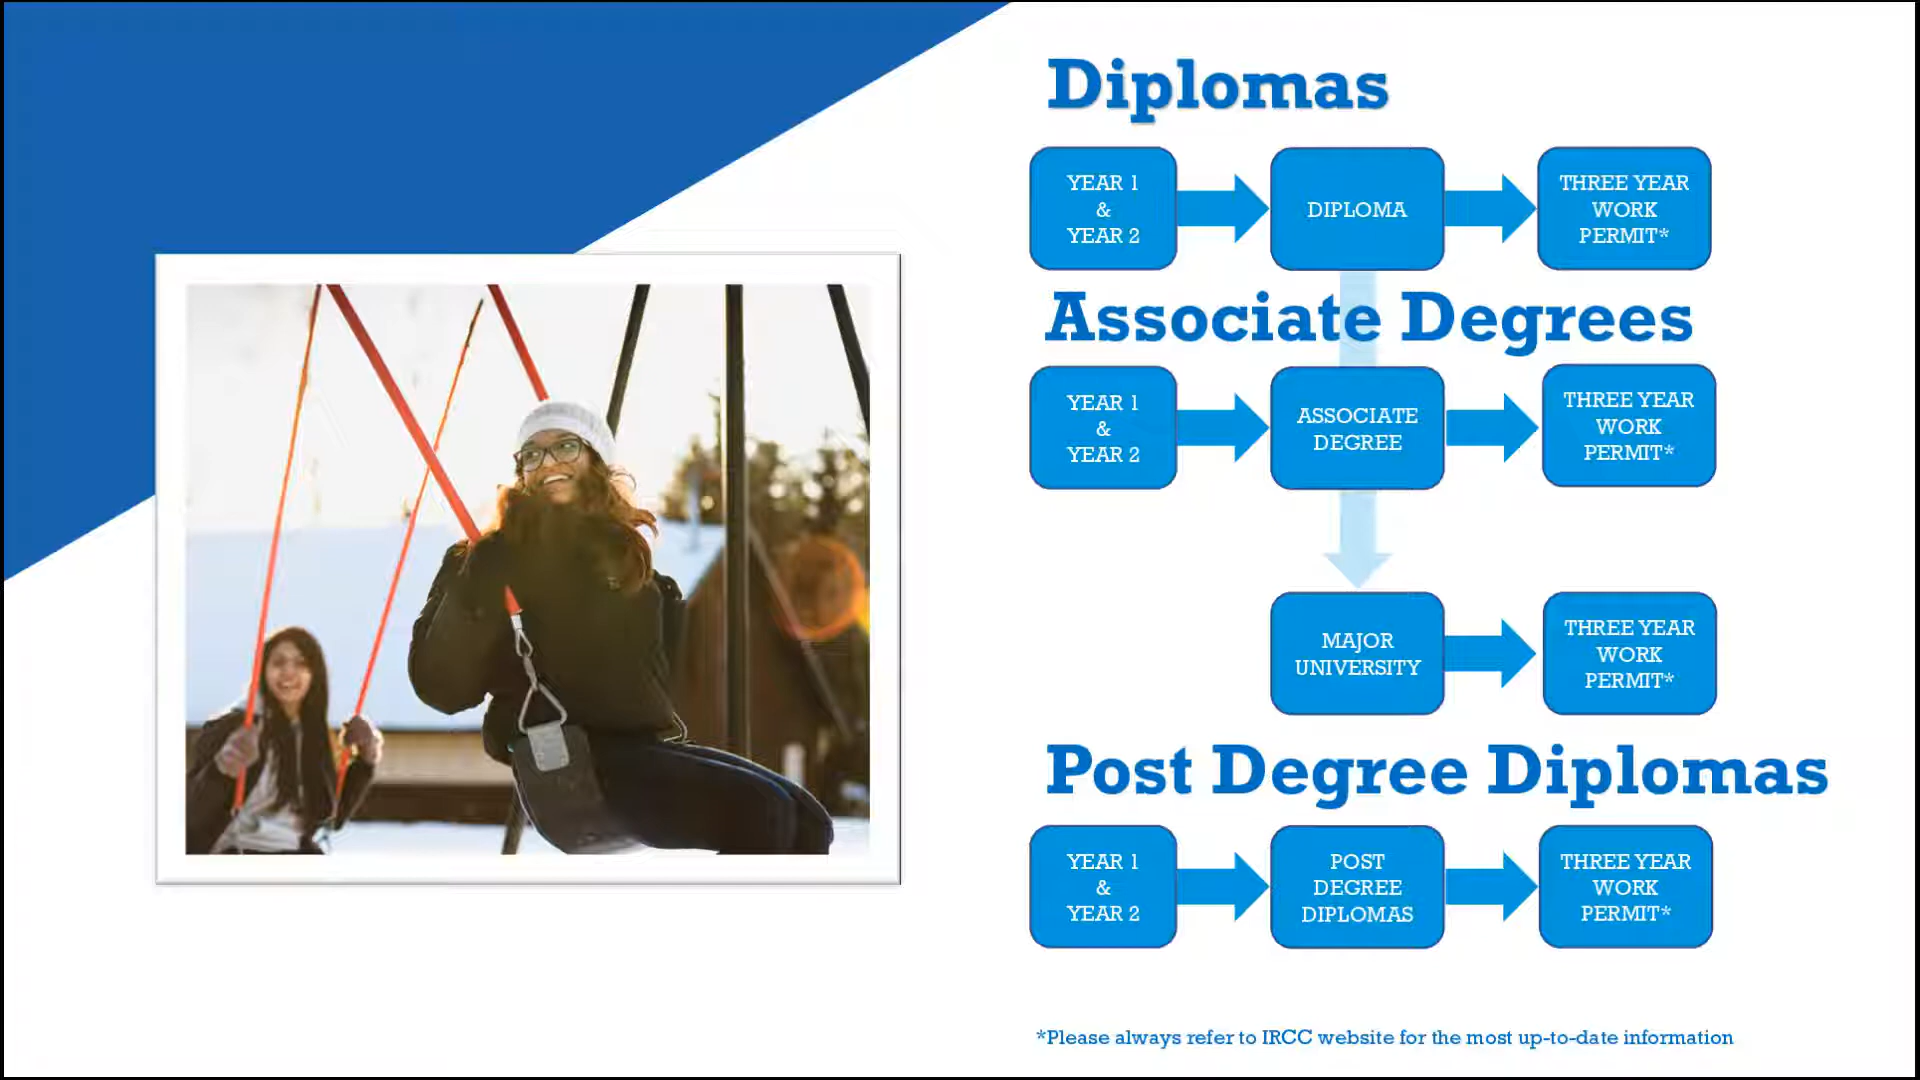 Diplomas
YEAR 1
&
YEAR 2
DIPLOMA
THREE YEAR
WORK
PERMIT*
Associate Degrees
YEAR 1
&
YEAR 2
ASSOCIATE
DEGREE
THREE YEAR
WORK
PERMIT*
MAJOR
UNIVERSITY
THREE YEAR
WORK
PERMIT*
Post Degree Diplomas
YEAR 1
&
YEAR 2
POST
DEGREE
DIPLOMAS
THREE YEAR
WORK
PERMIT*
*Please always refer to IRCC website for the most up-to-date information